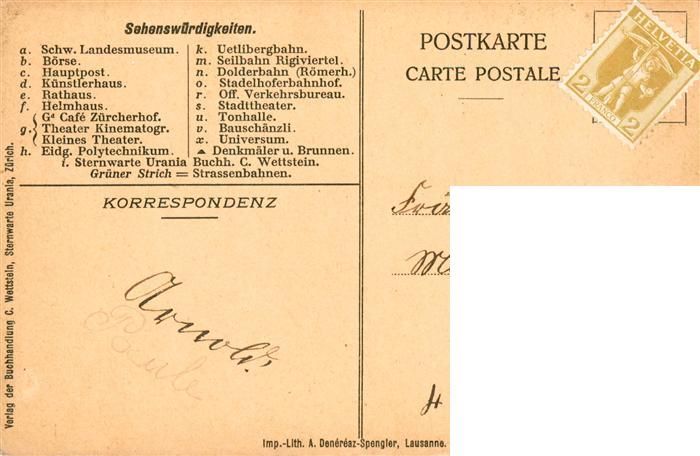 Sehenswürdigkeiten.
a. Schw. Landesmuseum.
b. Börse.
c. Hauptpost.
d. Künstlerhaus.
e. Rathaus.
f. Helmhaus.
g. Gd Café Zürcherhof.
Theater Kinematogr.
Kleines Theater.
h. Eidg. Polytechnikum.
k. Uetlibergbahn.
m. Seilbahn Rigiviertel.
n. Dolderbahn (Römerh.)
o. Stadelhoferbahnhof.
r. Off. Verkehrsbureau.
s. Stadttheater.
u. Tonhalle.
v. Bauschänzli.
x. Universum.
▲ Denkmäler u. Brunnen.
i. Sternwarte Urania Buchh. C. Wettstein.
Grüner Strich = Strassenbahnen.
KORRESPONDENZ
Arnold.
Paule
Verlag der Buchhandlung C. Wettstein, Sternwarte Urania, Zürich.
POSTKARTE
CARTE POSTALE
HELVETIA
2 FRANCO 2
4
Imp.-Lith. A. Denéréaz-Spengler, Lausanne.